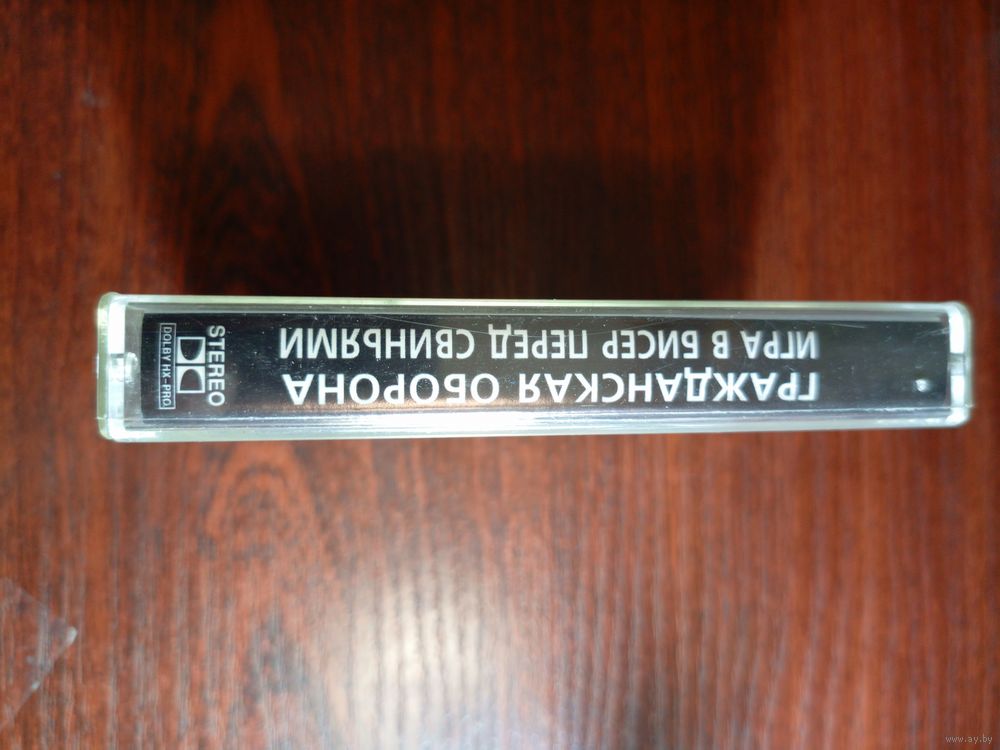 ГРАЖДАНСКАЯ ОБОРОНА
ИГРА В БИСЕР ПЕРЕД СВИНЬЯМИ
STEREO
DOLBY HX-PRO
www.ay.by